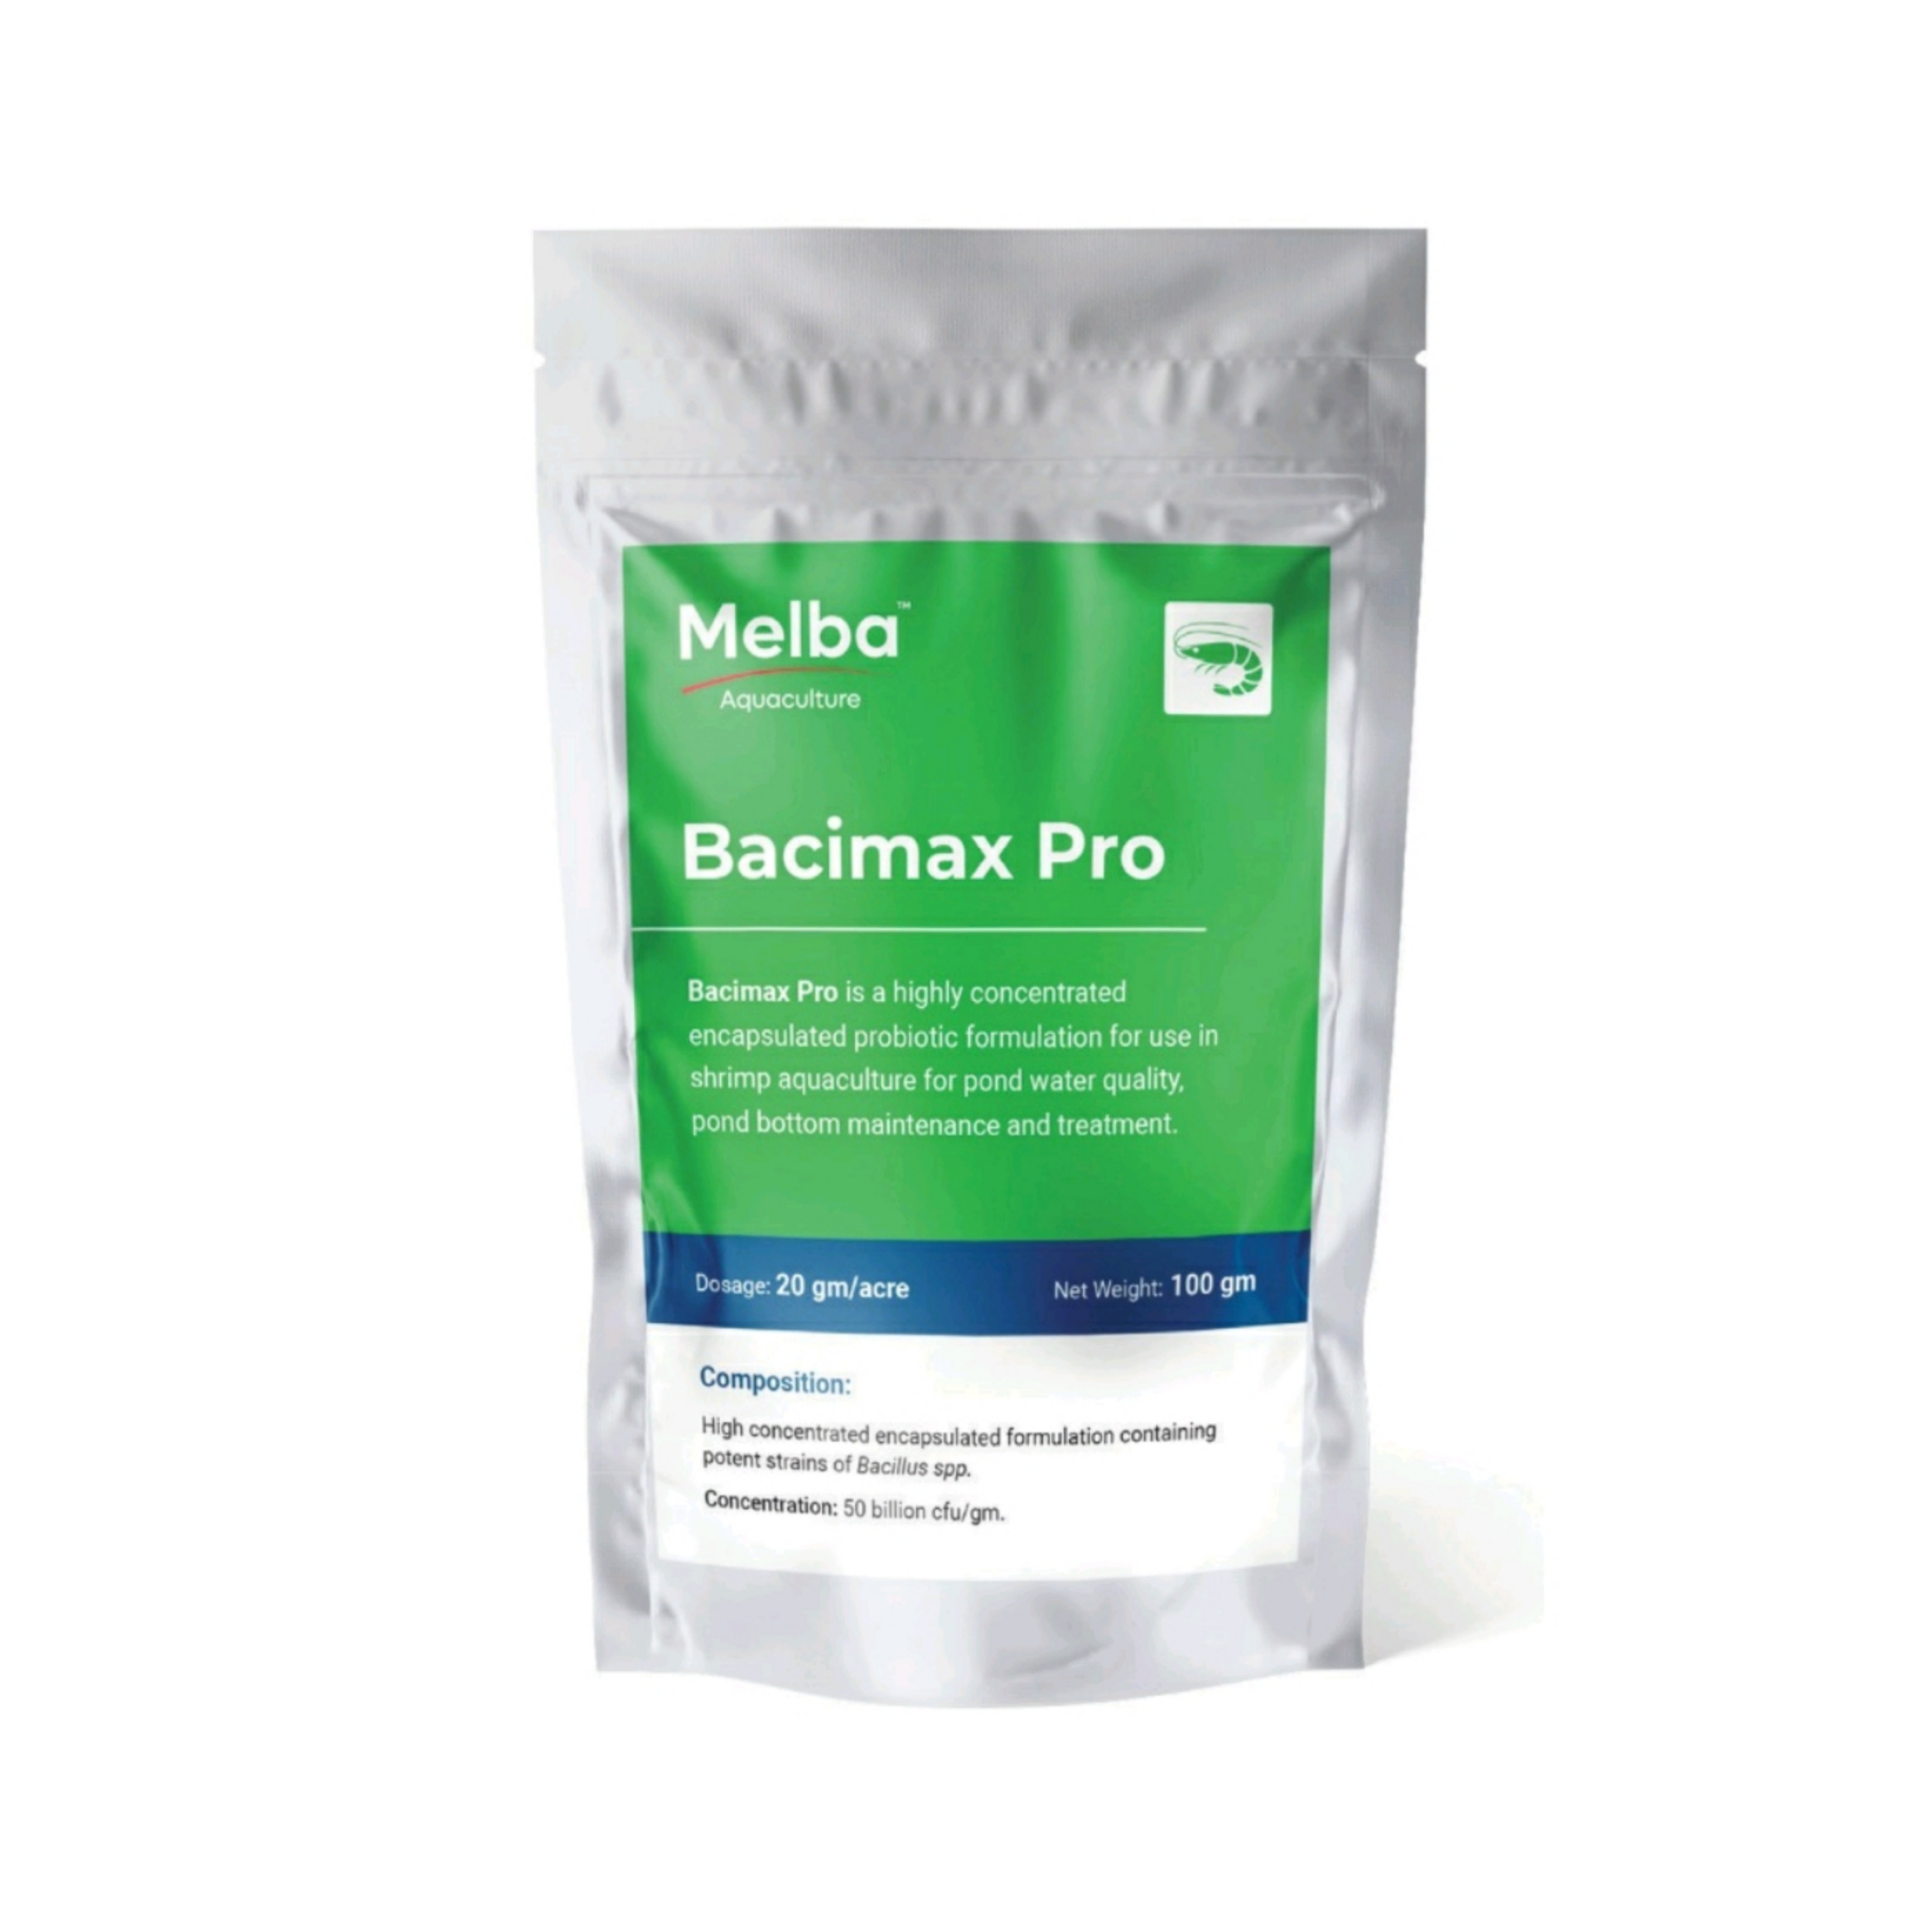 Melba™
Aquaculture
Bacimax Pro
Bacimax Pro is a highly concentrated
encapsulated probiotic formulation for use in
shrimp aquaculture for pond water quality,
pond bottom maintenance and treatment.
Dosage: 20 gm/acre Net Weight: 100 gm
Composition:
High concentrated encapsulated formulation containing
potent strains of Bacillus spp.
Concentration: 50 billion cfu/gm.